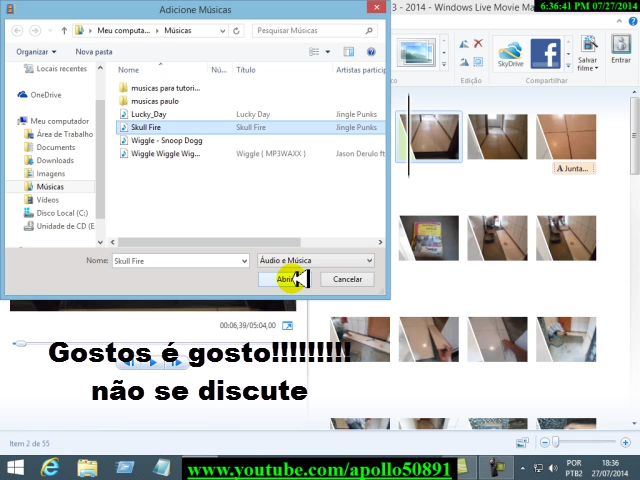 Adicione Músicas
3 - 2014 - Windows Live Movie Ma
6:36:41 PM 07/27/2014
Meu computa...
Músicas
Pesquisar Músicas
Organizar
Nova pasta
Locais recentes
OneDrive
Meu computador
Área de Trabalho
Documents
Downloads
Imagens
Músicas
Vídeos
Disco Local (C:)
Unidade de CD (E
Nome
Nú...
Título
Artistas particip
musicas para tutori...
musicas paulo
Lucky_Day
Lucky Day
Jingle Punks
Skull Fire
Skull Fire
Jingle Punks
Wiggle - Snoop Dogg
Wiggle Wiggle Wig...
Wiggle ( MP3WAXX )
Jason Derulo ft
Nome:
Skull Fire
Áudio e Música
Abrir
Cancelar
SkyDrive
Salvar
filme
Entrar
Edição
Compartilhar
A Junta...
00:06,39/05:04,00
Gostos é gosto!!!!!!!!!
não se discute
Item 2 de 55
www.youtube.com/apollo50891
POR
PTB2
18:36
27/07/2014